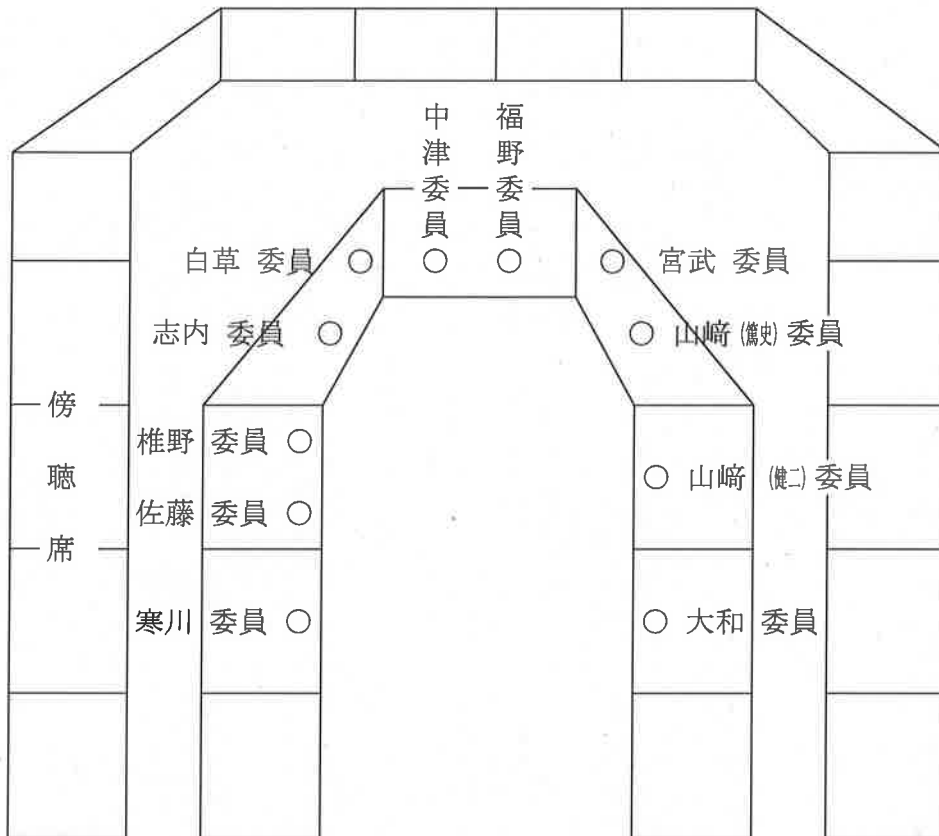 中津委員
福野委員
白草 委員
宮武 委員
志内 委員
山﨑 (篤史) 委員
傍聴席
椎野 委員
佐藤 委員
山﨑 (健二) 委員
寒川 委員
大和 委員